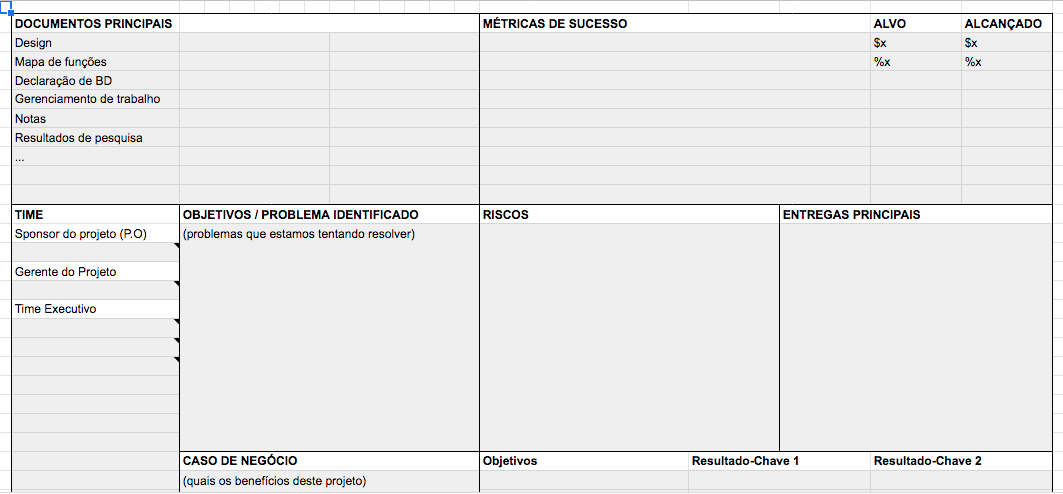 DOCUMENTOS PRINCIPAIS MÉTRICAS DE SUCESSO ALVO ALCANÇADO
Design $x $x
Mapa de funções %x %x
Declaração de BD
Gerenciamento de trabalho
Notas
Resultados de pesquisa
...
TIME OBJETIVOS / PROBLEMA IDENTIFICADO RISCOS ENTREGAS PRINCIPAIS
Sponsor do projeto (P.O) (problemas que estamos tentando resolver)
Gerente do Projeto
Time Executivo
CASO DE NEGÓCIO Objetivos Resultado-Chave 1 Resultado-Chave 2
(quais os benefícios deste projeto)